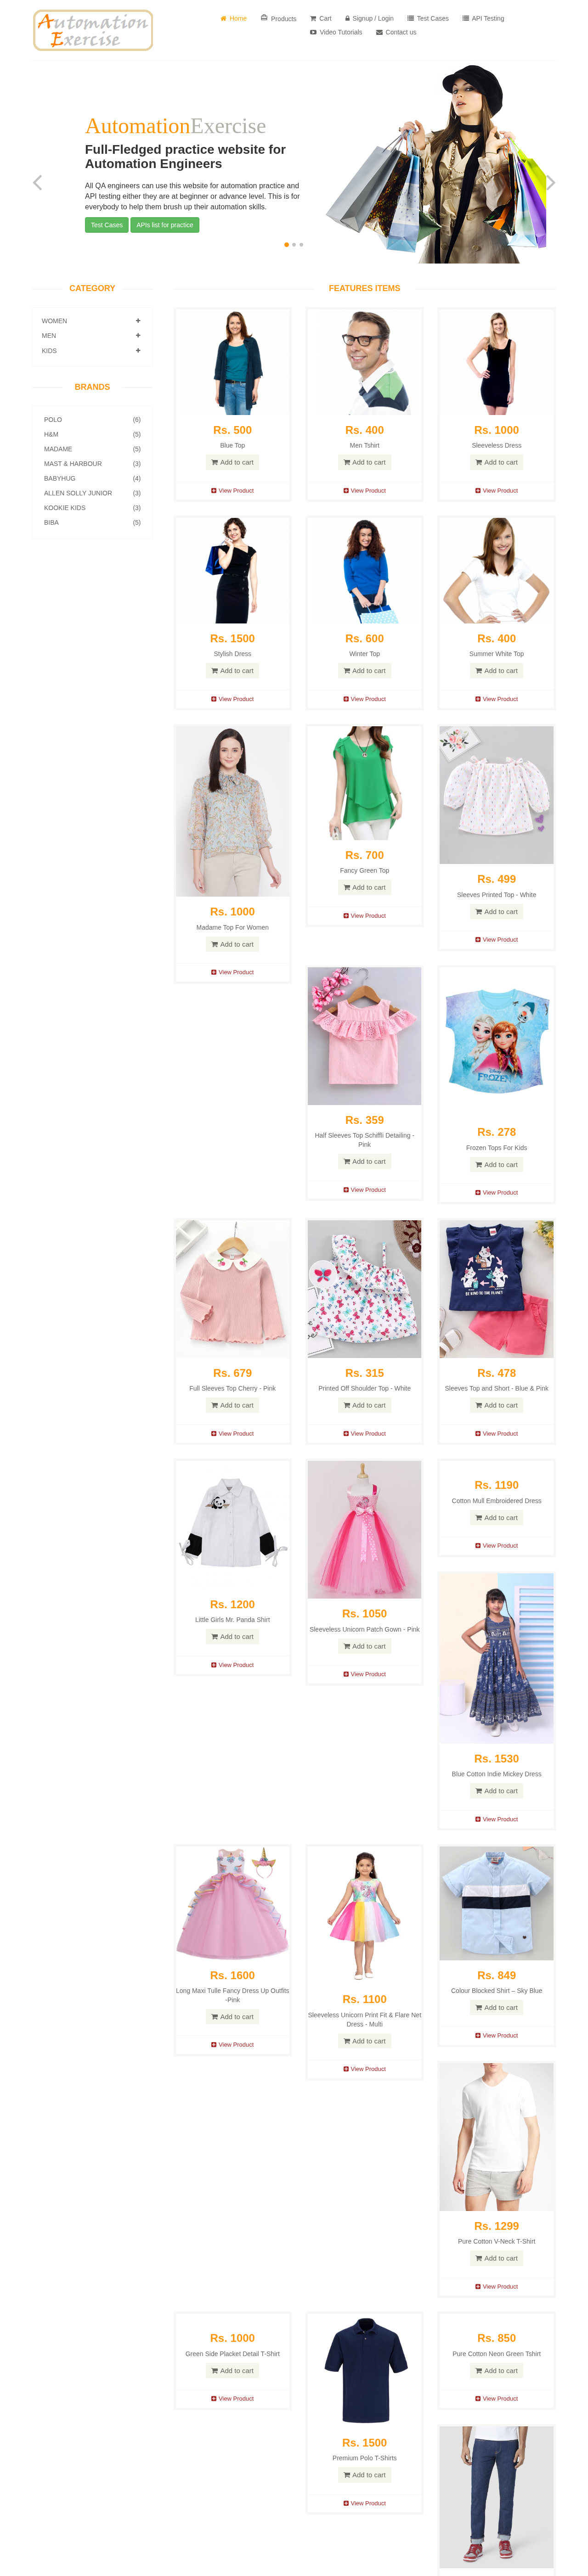 Automation
Exercise
Home
Products
Cart
Signup / Login
Test Cases
API Testing
Video Tutorials
Contact us
AutomationExercise
Full-Fledged practice website for
Automation Engineers
All QA engineers can use this website for automation practice and
API testing either they are at beginner or advance level. This is for
everybody to help them brush up their automation skills.
Test Cases
APIs list for practice
CATEGORY
WOMEN
MEN
KIDS
BRANDS
POLO (6)
H&M (5)
MADAME (5)
MAST & HARBOUR (3)
BABYHUG (4)
ALLEN SOLLY JUNIOR (3)
KOOKIE KIDS (3)
BIBA (5)
FEATURES ITEMS
Rs. 500
Blue Top
Add to cart
View Product
Rs. 400
Men Tshirt
Add to cart
View Product
Rs. 1000
Sleeveless Dress
Add to cart
View Product
Rs. 1500
Stylish Dress
Add to cart
View Product
Rs. 600
Winter Top
Add to cart
View Product
Rs. 400
Summer White Top
Add to cart
View Product
Rs. 1000
Madame Top For Women
Add to cart
View Product
Rs. 700
Fancy Green Top
Add to cart
View Product
Rs. 499
Sleeves Printed Top - White
Add to cart
View Product
Rs. 359
Half Sleeves Top Schiffli Detailing -
Pink
Add to cart
View Product
FROZEN
Rs. 278
Frozen Tops For Kids
Add to cart
View Product
Rs. 679
Full Sleeves Top Cherry - Pink
Add to cart
View Product
Rs. 315
Printed Off Shoulder Top - White
Add to cart
View Product
BE KIND TO THE PLANET
Rs. 478
Sleeves Top and Short - Blue & Pink
Add to cart
View Product
Rs. 1200
Little Girls Mr. Panda Shirt
Add to cart
View Product
Rs. 1050
Sleeveless Unicorn Patch Gown - Pink
Add to cart
View Product
Rs. 1190
Cotton Mull Embroidered Dress
Add to cart
View Product
Rs. 1530
Blue Cotton Indie Mickey Dress
Add to cart
View Product
Rs. 1600
Long Maxi Tulle Fancy Dress Up Outfits
-Pink
Add to cart
View Product
Rs. 1100
Sleeveless Unicorn Print Fit & Flare Net
Dress - Multi
Add to cart
View Product
Rs. 849
Colour Blocked Shirt – Sky Blue
Add to cart
View Product
Rs. 1299
Pure Cotton V-Neck T-Shirt
Add to cart
View Product
Rs. 1000
Green Side Placket Detail T-Shirt
Add to cart
View Product
Rs. 1500
Premium Polo T-Shirts
Add to cart
View Product
Rs. 850
Pure Cotton Neon Green Tshirt
Add to cart
View Product